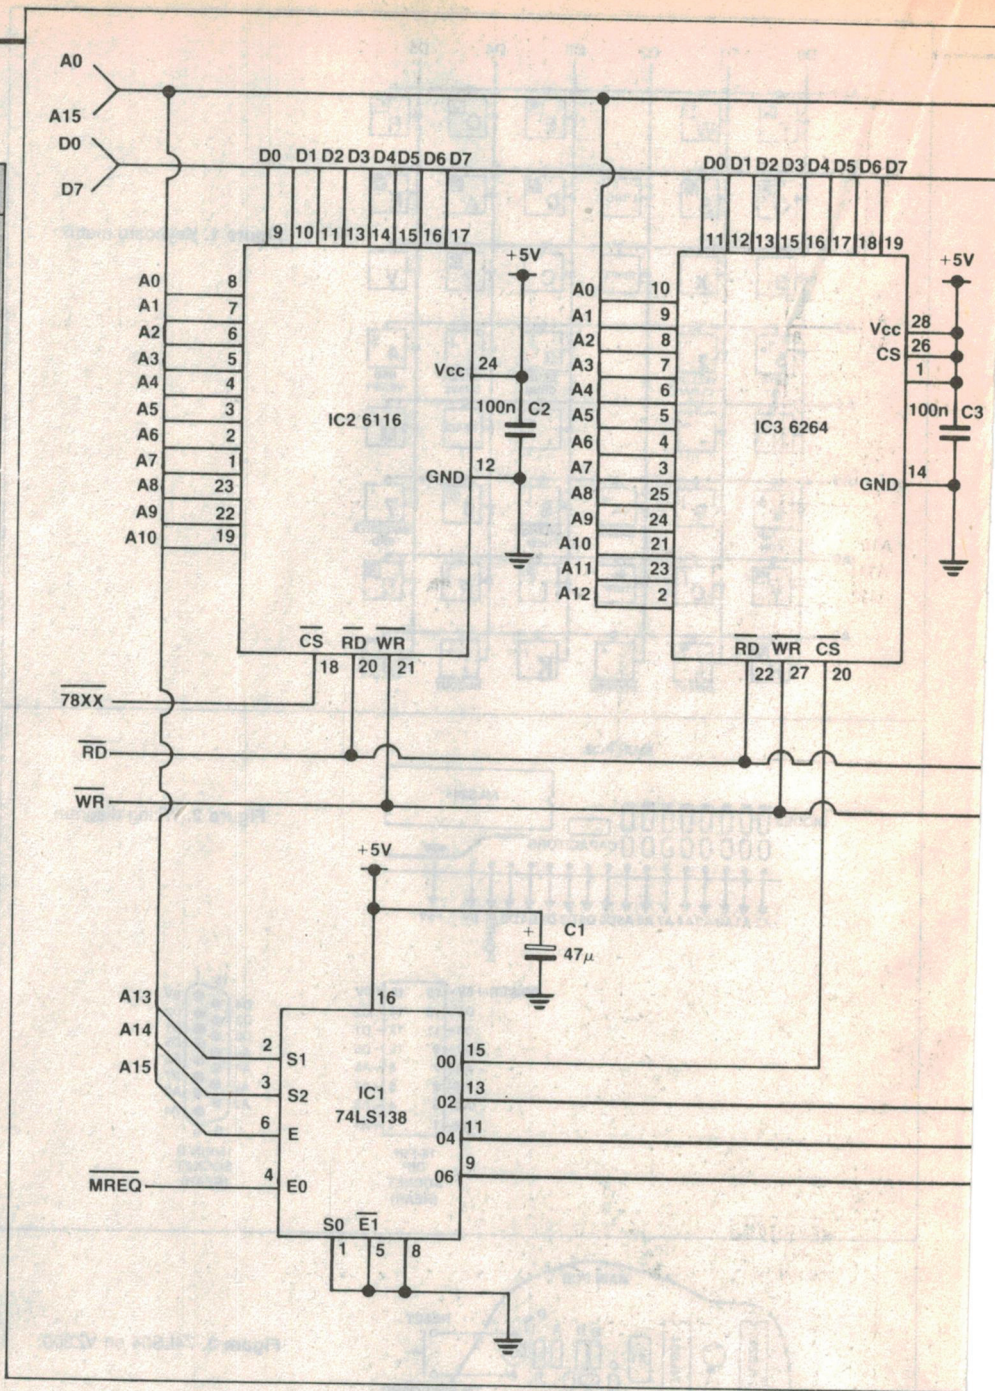 A0
A15
D0
D7
D0 D1 D2 D3 D4 D5 D6 D7
9 10 11 13 14 15 16 17
D0 D1 D2 D3 D4 D5 D6 D7
11 12 13 15 16 17 18 19
A0 8
A1 7
A2 6
A3 5
A4 4
A5 3
A6 2
A7 1
A8 23
A9 22
A10 19
IC2 6116
+5V
Vcc 24
100n C2
GND 12
CS RD WR
18 20 21
A0 10
A1 9
A2 8
A3 7
A4 6
A5 5
A6 4
A7 3
A8 25
A9 24
A10 21
A11 23
A12 2
IC3 6264
+5V
Vcc 28
CS 26
1
100n C3
GND 14
RD WR CS
22 27 20
78XX
RD
WR
+5V
+ C1
47µ
16
A13
A14
A15
2 S1
3 S2
6 E
MREQ 4 E0
IC1
74LS138
00 15
02 13
04 11
06 9
S0 E1
1 5 8